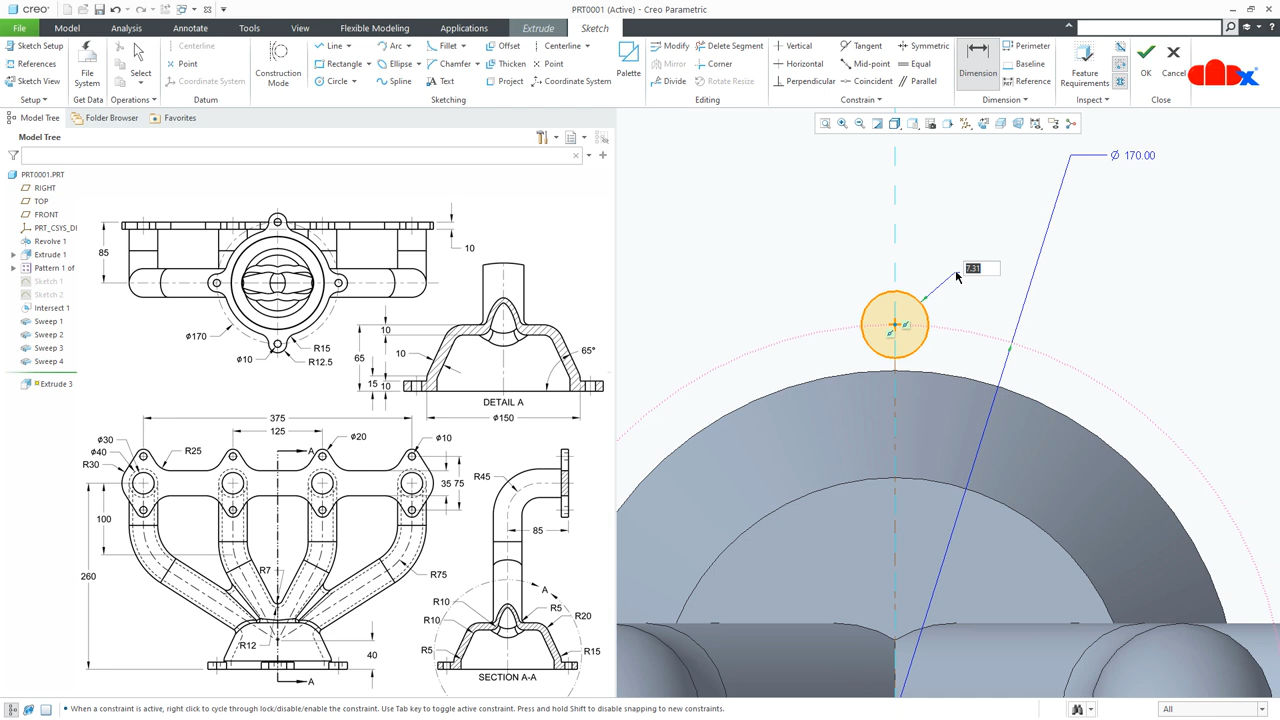 creo
PRT0001 (Active) - Creo Parametric
File Model Analysis Annotate Tools View Flexible Modeling Applications Extrude Sketch
Sketch Setup
References
Sketch View
Setup
File System
Get Data
Select
Operations
Centerline
Point
Coordinate System
Datum
Construction Mode
Line Arc Fillet Offset Centerline
Rectangle Ellipse Chamfer Thicken Point
Circle Spline Text Project Coordinate System
Palette
Sketching
Modify Delete Segment
Mirror Corner
Divide Rotate Resize
Editing
Vertical Tangent Symmetric
Horizontal Mid-point Equal
Perpendicular Coincident Parallel
Constrain
Dimension
Perimeter
Baseline
Reference
Dimension
Feature Requirements
Inspect
OK
Cancel
Close
Model Tree Folder Browser Favorites
Model Tree
PRT0001.PRT
RIGHT
TOP
FRONT
PRT_CSYS_DI
Revolve 1
Extrude 1
Pattern 1 of
Sketch 1
Sketch 2
Intersect 1
Sweep 1
Sweep 2
Sweep 3
Sweep 4
Extrude 3
85
10
ϕ170
ϕ10
R15
R12.5
10
65
10
15
10
65°
DETAIL A
ϕ150
375
125
ϕ20
ϕ10
ϕ30
ϕ40
R30
R25
A
35
75
100
260
R7
R75
R12
40
A
R45
85
A
R10
R10
R5
R5
R20
R15
SECTION A-A
7.31
Ø 170.00
• When a constraint is active, right click to cycle through lock/disable/enable the constraint. Use Tab key to toggle active constraint. Press and hold Shift to disable snapping to new constraints.
All